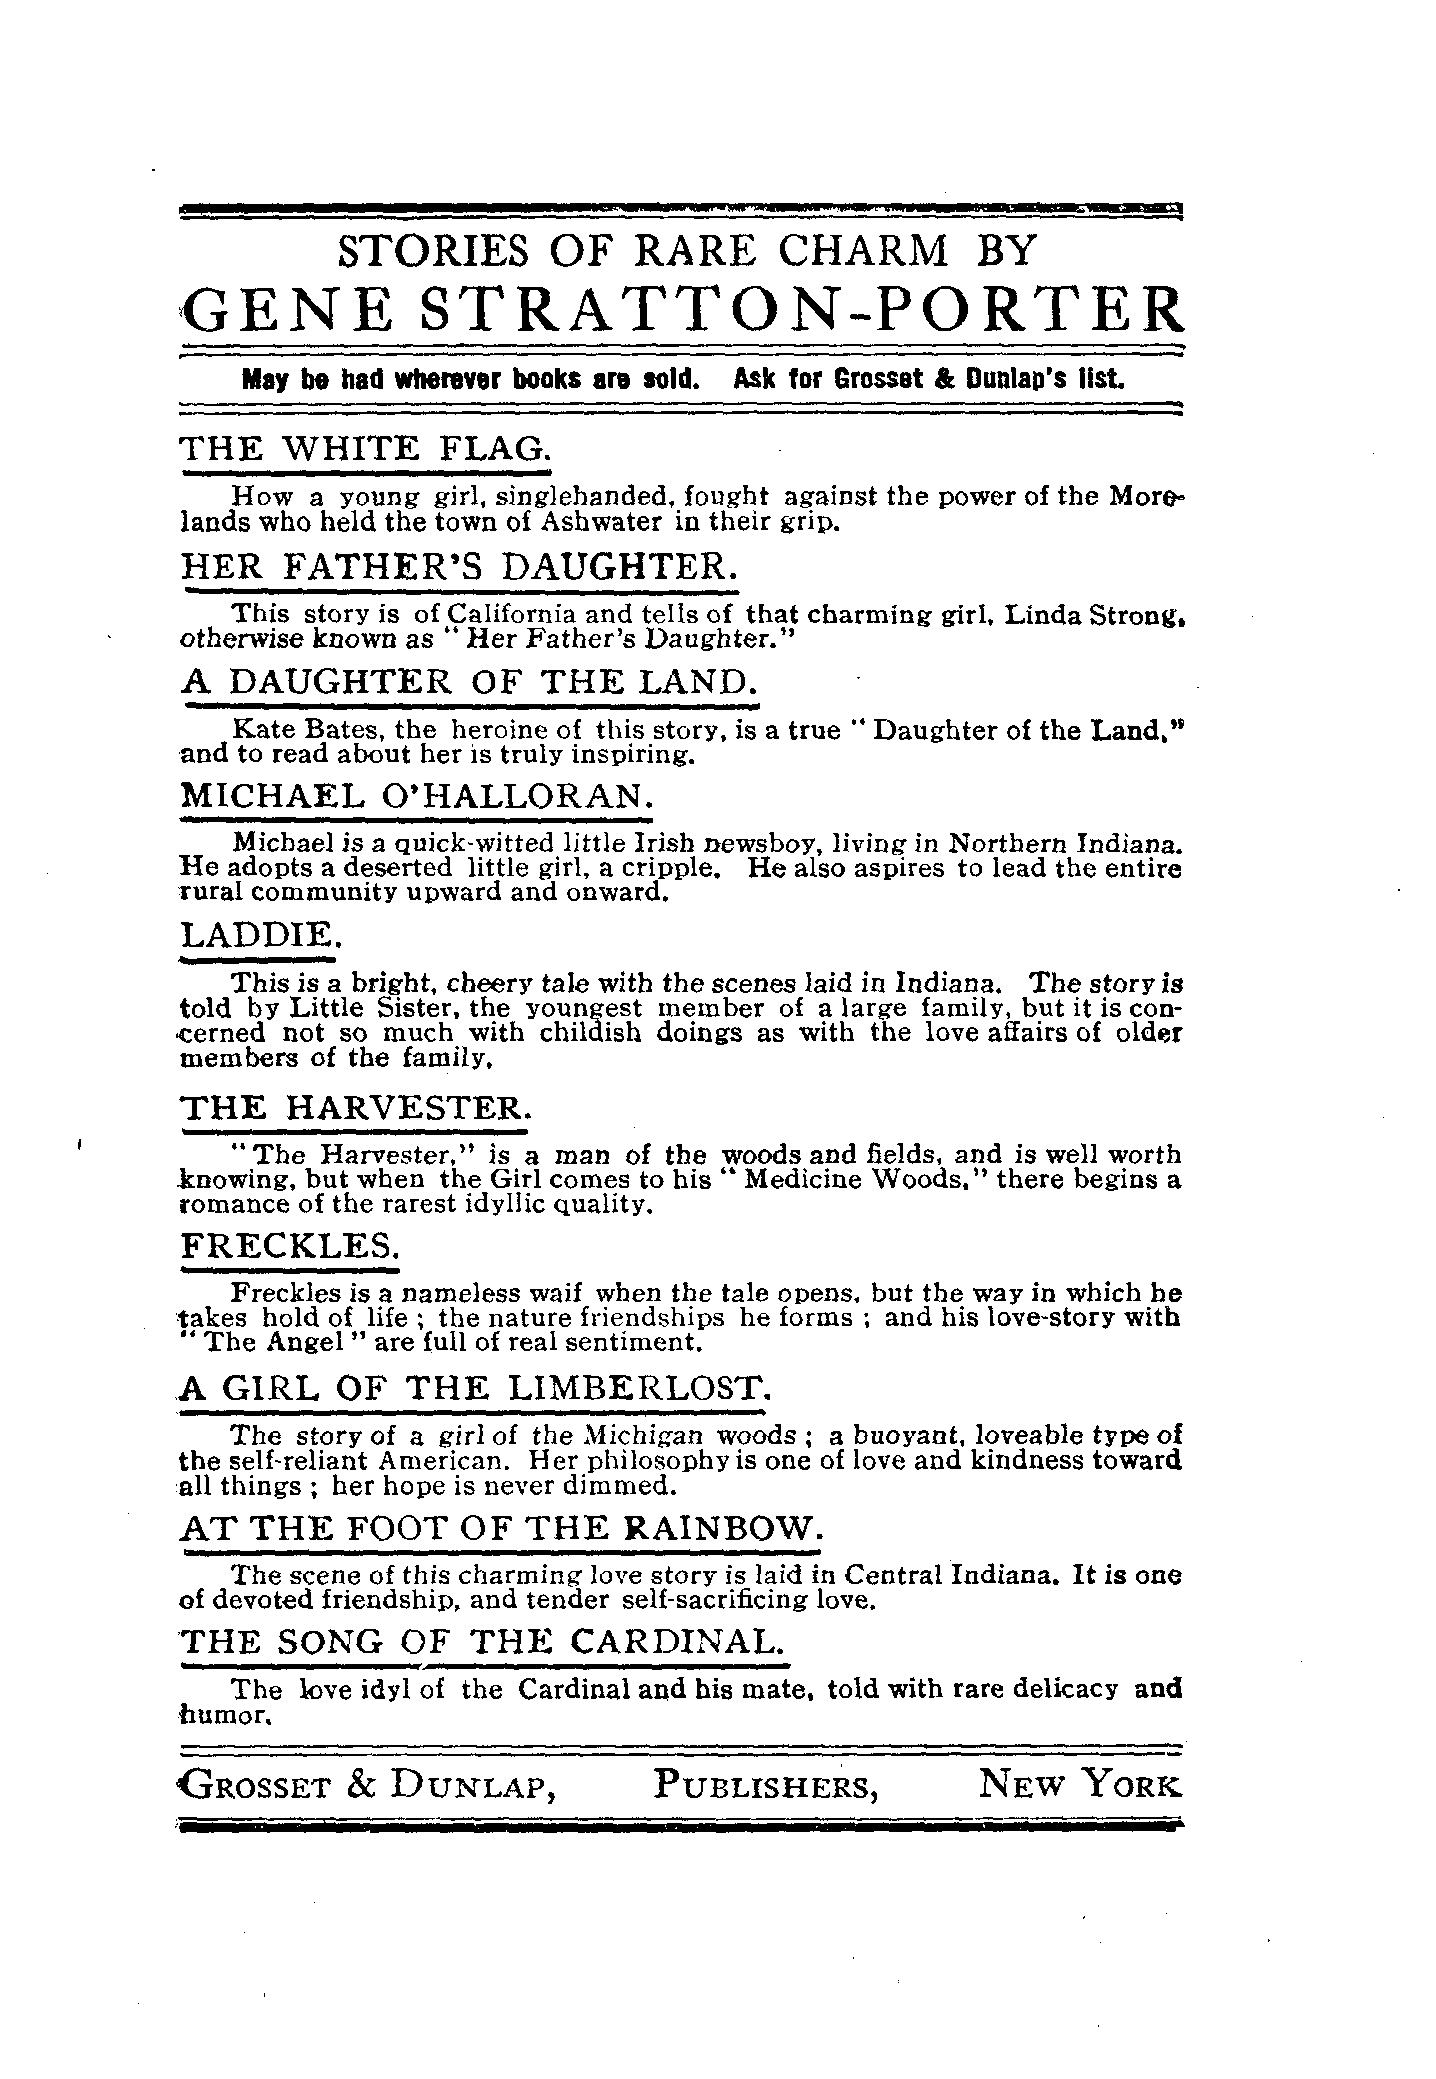 STORIES OF RARE CHARM BY
GENE STRATTON-PORTER
May be had wherever books are sold. Ask for Grosset & Dunlap's list.
THE WHITE FLAG.
How a young girl, singlehanded, fought against the power of the More-
lands who held the town of Ashwater in their grip.
HER FATHER'S DAUGHTER.
This story is of California and tells of that charming girl, Linda Strong,
otherwise known as "Her Father's Daughter."
A DAUGHTER OF THE LAND.
Kate Bates, the heroine of this story, is a true "Daughter of the Land,"
and to read about her is truly inspiring.
MICHAEL O'HALLORAN.
Michael is a quick-witted little Irish newsboy, living in Northern Indiana.
He adopts a deserted little girl, a cripple. He also aspires to lead the entire
rural community upward and onward.
LADDIE.
This is a bright, cheery tale with the scenes laid in Indiana. The story is
told by Little Sister, the youngest member of a large family, but it is con-
cerned not so much with childish doings as with the love affairs of older
members of the family.
THE HARVESTER.
"The Harvester," is a man of the woods and fields, and is well worth
knowing, but when the Girl comes to his "Medicine Woods," there begins a
romance of the rarest idyllic quality.
FRECKLES.
Freckles is a nameless waif when the tale opens, but the way in which he
takes hold of life; the nature friendships he forms; and his love-story with
"The Angel" are full of real sentiment.
A GIRL OF THE LIMBERLOST.
The story of a girl of the Michigan woods; a buoyant, loveable type of
the self-reliant American. Her philosophy is one of love and kindness toward
all things; her hope is never dimmed.
AT THE FOOT OF THE RAINBOW.
The scene of this charming love story is laid in Central Indiana. It is one
of devoted friendship, and tender self-sacrificing love.
THE SONG OF THE CARDINAL.
The love idyl of the Cardinal and his mate, told with rare delicacy and
humor.
GROSSET & DUNLAP, PUBLISHERS, NEW YORK